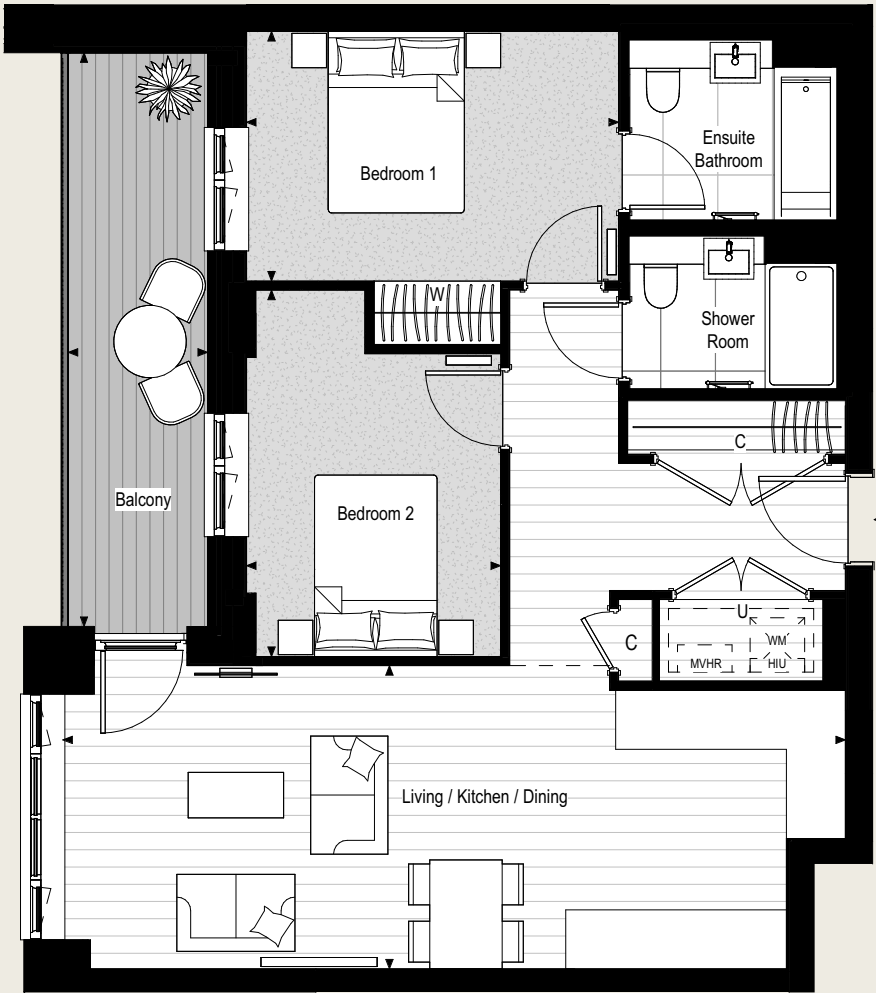 Ensuite
Bathroom
Bedroom 1
W
Shower
Room
C
Balcony
Bedroom 2
U
C
WM
MVHR
HIU
Living / Kitchen / Dining